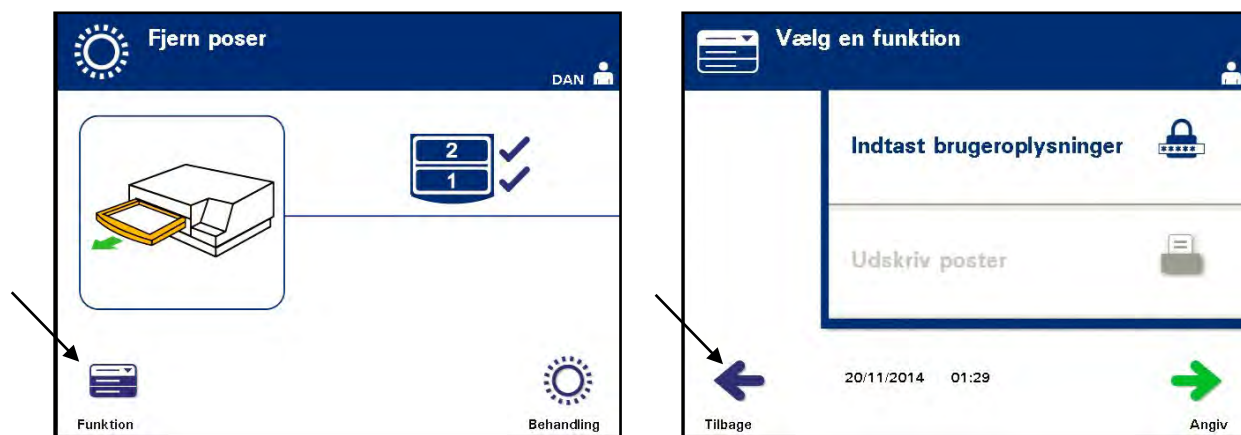 Fjern poser
DAN
2
1
Funktion
Behandling
Vælg en funktion
Indtast brugeroplysninger
*****
Udskriv poster
20/11/2014 01:29
Tilbage
Angiv